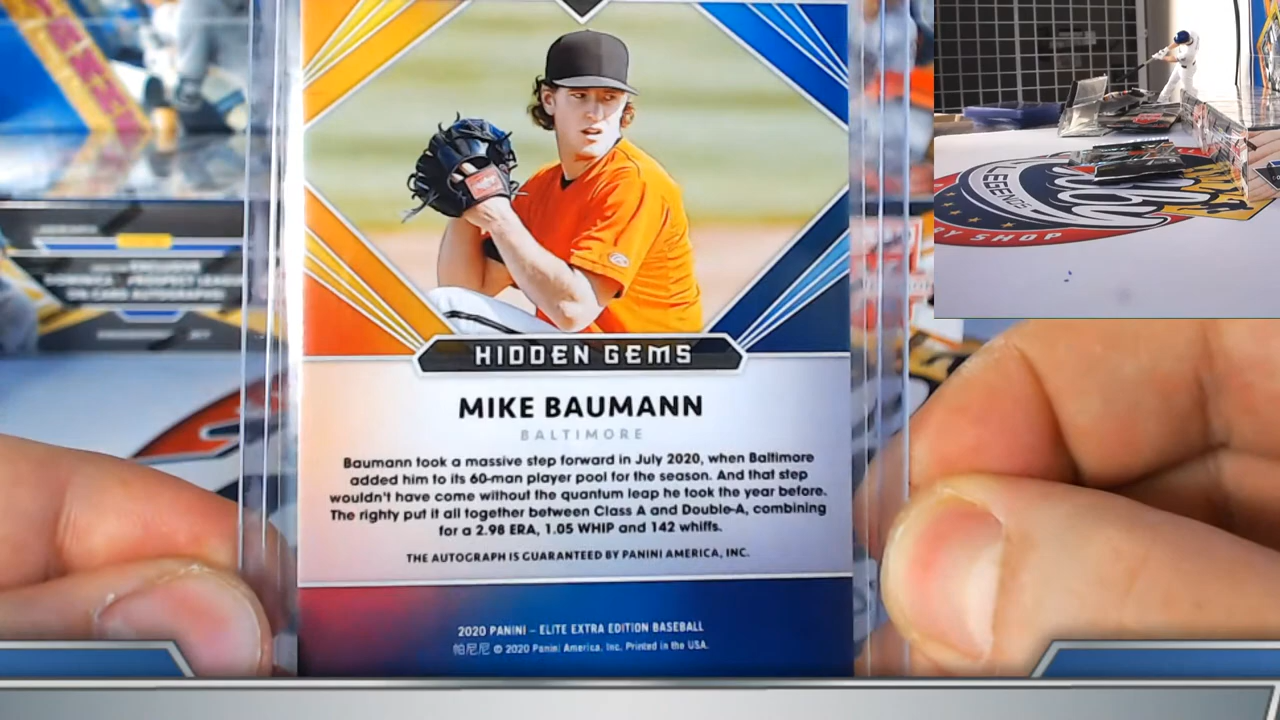 HIDDEN GEMS
MIKE BAUMANN
BALTIMORE
Baumann took a massive step forward in July 2020, when Baltimore
added him to its 60-man player pool for the season. And that step
wouldn't have come without the quantum leap he took the year before.
The righty put it all together between Class A and Double-A, combining
for a 2.98 ERA, 1.05 WHIP and 142 whiffs.
THE AUTOGRAPH IS GUARANTEED BY PANINI AMERICA, INC.
2020 PANINI – ELITE EXTRA EDITION BASEBALL
帕尼尼 © 2020 Panini America, Inc. Printed in the USA.
LEGENDS
RY SHOP